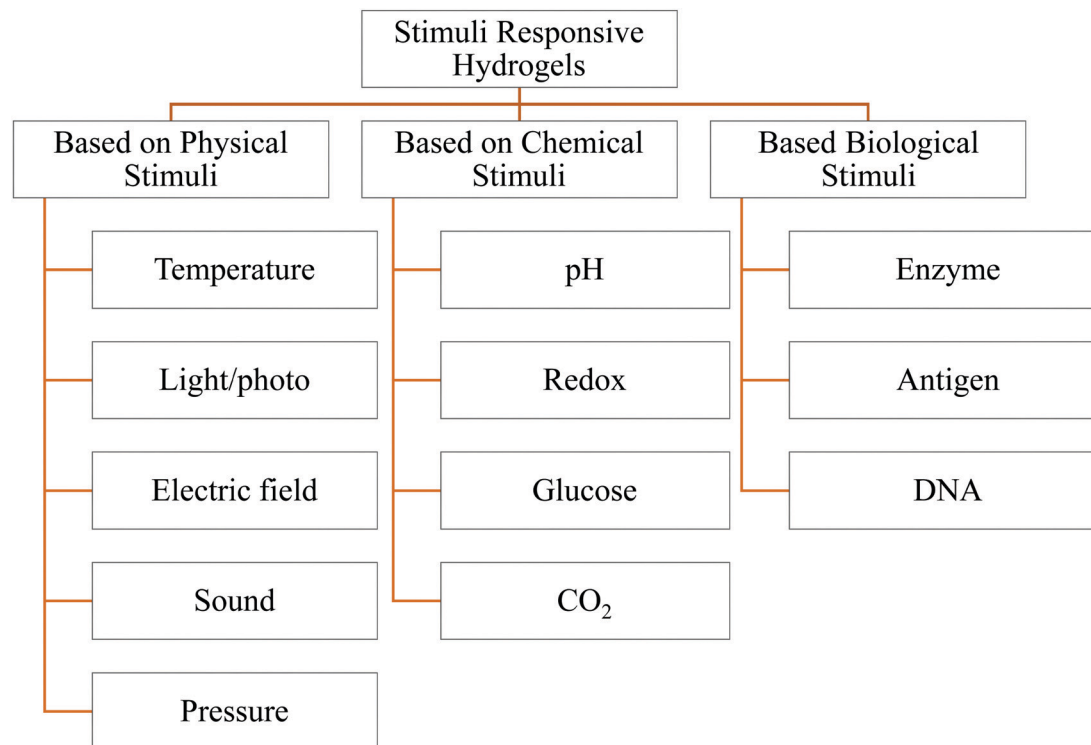 Stimuli Responsive
Hydrogels
Based on Physical
Stimuli
Temperature
Light/photo
Electric field
Sound
Pressure
Based on Chemical
Stimuli
pH
Redox
Glucose
CO₂
Based Biological
Stimuli
Enzyme
Antigen
DNA